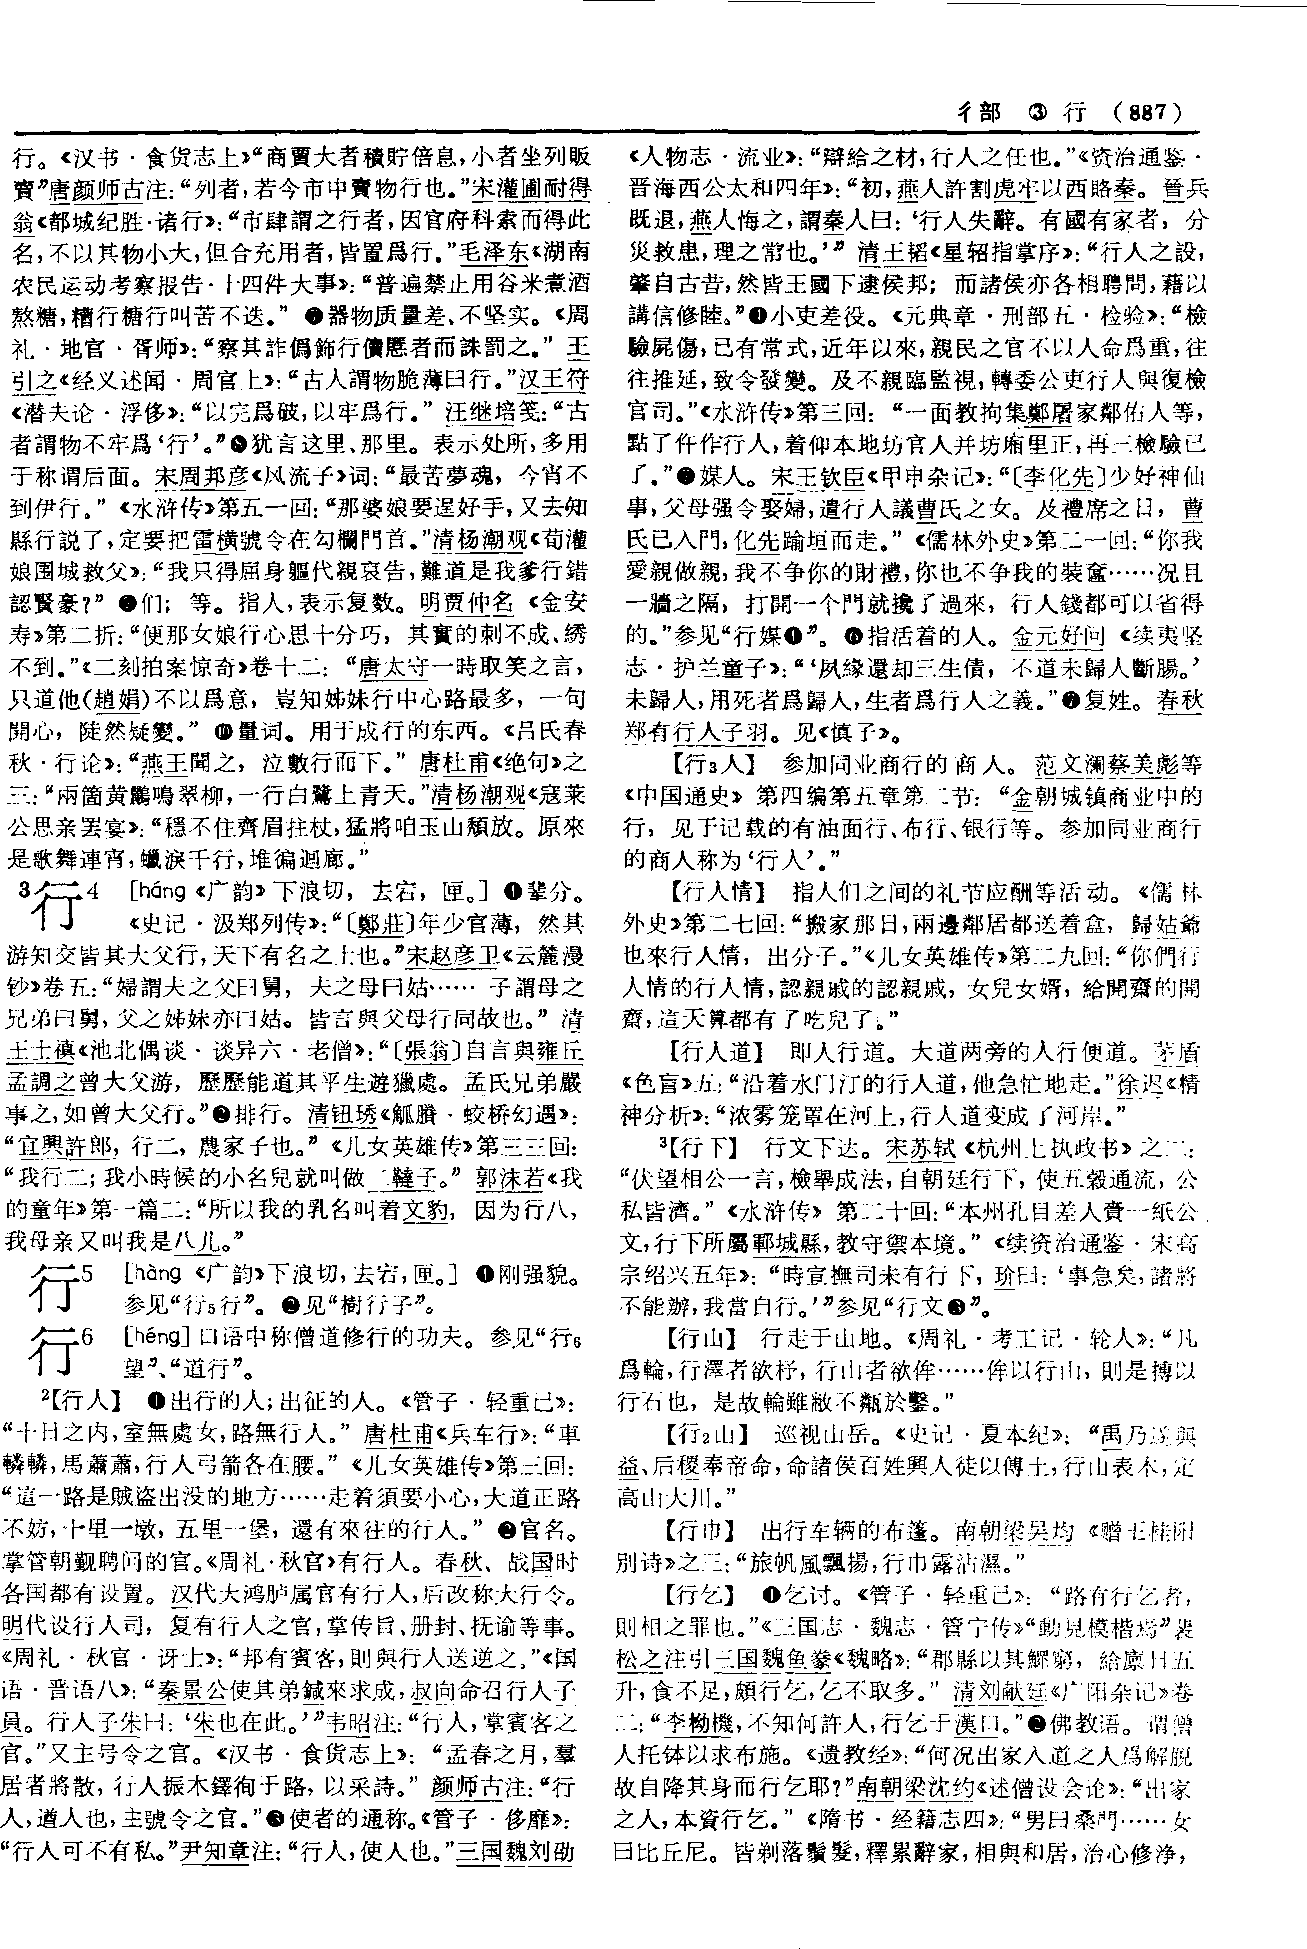 彳部 ③ 行 (887)
行。《汉书·食货志上》“商賈大者積貯倍息，小者坐列販
賣”唐颜师古注：“列者，若今市中賣物行也。”宋灌圃耐得
翁《都城纪胜·诸行》：“市肆謂之行者，因官府科索而得此
名，不以其物小大，但合充用者，皆置爲行。”毛泽东《湖南
农民运动考察报告·十四件大事》：“普遍禁止用谷米煮酒
熬糖，糟行糖行叫苦不迭。” ❼器物质量差、不坚实。《周
礼·地官·胥师》：“察其詐僞飾行儥慝者而誅罰之。” 王
引之《经义述闻·周官上》：“古人謂物脆薄曰行。”汉王符
《潜夫论·浮侈》：“以完爲破，以牢爲行。” 汪继培笺：“古
者謂物不牢爲‘行’。”❽犹言这里、那里。表示处所，多用
于称谓后面。宋周邦彦《风流子》词：“最苦夢魂，今宵不
到伊行。” 《水浒传》第五一回：“那婆娘要逞好手，又去知
縣行説了，定要把雷橫號令在勾欄門首。”清杨潮观《荀灌
娘围城救父》：“我只得屈身軀代親哀告，難道是我爹行錯
認賢豪？” ❾们；等。指人，表示复数。明贾仲名《金安
寿》第二折：“便那女娘行心思十分巧，其實的刺不成、綉
不到。”《二刻拍案惊奇》卷十二：“唐太守一時取笑之言，
只道他(趙娟)不以爲意，豈知姊妹行中心路最多，一句
開心，陡然疑變。” ❿量词。用于成行的东西。《吕氏春
秋·行论》：“燕王聞之，泣數行而下。” 唐杜甫《绝句》之
三：“兩箇黄鸝鳴翠柳，一行白鷺上青天。”清杨潮观《寇莱
公思亲罢宴》：“穩不住齊眉拄杖，猛將咱玉山頹放。原來
是歌舞連宵，蠟淚千行，堆徧迴廊。”
3行4 [háng《广韵》下浪切，去宕，匣。] ❶辈分。
《史记·汲郑列传》：“〔鄭莊〕年少官薄，然其
游知交皆其大父行，天下有名之士也。”宋赵彦卫《云麓漫
钞》卷五：“婦謂夫之父曰舅，夫之母曰姑…… 子謂母之
兄弟曰舅，父之姊妹亦曰姑。皆言與父母行同故也。” 清
王士禛《池北偶谈·谈异六·老僧》：“〔張翁〕自言與雍丘
孟調之曾大父游，歷歷能道其平生遊獵處。孟氏兄弟嚴
事之，如曾大父行。”❷排行。清钮琇《觚賸·蛟桥幻遇》：
“宜興許郎，行二，農家子也。” 《儿女英雄传》第三三回：
“我行二；我小時候的小名兒就叫做二韃子。” 郭沫若《我
的童年》第一篇二：“所以我的乳名叫着文豹，因为行八，
我母亲又叫我是八儿。”
行5 [hàng《广韵》下浪切，去宕，匣。] ❶刚强貌。
参见“行5行”。❷见“樹行子”。
行6 [héng] 口语中称僧道修行的功夫。参见“行6
望”、“道行”。
2【行人】 ❶出行的人；出征的人。《管子·轻重己》：
“十日之内，室無處女，路無行人。” 唐杜甫《兵车行》：“車
轔轔，馬蕭蕭，行人弓箭各在腰。”《儿女英雄传》第三回：
“這一路是賊盜出没的地方……走着須要小心，大道正路
不妨，十里一墩，五里一堡，還有來往的行人。” ❷官名。
掌管朝觐聘问的官。《周礼·秋官》有行人。春秋、战国时
各国都有设置。汉代大鸿胪属官有行人，后改称大行令。
明代设行人司，复有行人之官，掌传旨、册封、抚谕等事。
《周礼·秋官·讶士》：“邦有賓客，則與行人送逆之。”《国
语·晋语八》：“秦景公使其弟鍼來求成，叔向命召行人子
員。行人子朱曰：‘朱也在此。’”韦昭注：“行人，掌賓客之
官。”又主号令之官。《汉书·食货志上》：“孟春之月，羣
居者將散，行人振木鐸徇于路，以采詩。” 颜师古注：“行
人，遒人也，主號令之官。”❸使者的通称。《管子·侈靡》：
“行人可不有私。”尹知章注：“行人，使人也。”三国魏刘劭
《人物志·流业》：“辯給之材，行人之任也。”《资治通鉴·
晋海西公太和四年》：“初，燕人許割虎牢以西賂秦。晉兵
既退，燕人悔之，謂秦人曰：‘行人失辭。有國有家者，分
災救患，理之常也。’” 清王韬《星轺指掌序》：“行人之設，
肇自古昔，然皆王國下逮侯邦；而諸侯亦各相聘問，藉以
講信修睦。”❹小吏差役。《元典章·刑部五·检验》：“檢
驗屍傷，已有常式，近年以來，親民之官不以人命爲重，往
往推延，致令發變。及不親臨監視，轉委公吏行人與復檢
官司。”《水浒传》第三回：“一面教拘集鄭屠家鄰佑人等，
點了仵作行人，着仰本地坊官人并坊廂里正，再三檢驗已
了。”❺媒人。宋王钦臣《甲申杂记》：“〔李化先〕少好神仙
事，父母强令娶婦，遣行人議曹氏之女。及禮席之日，曹
氏已入門，化先踰垣而走。” 《儒林外史》第二一回：“你我
愛親做親，我不争你的財禮，你也不争我的裝奩……况且
一牆之隔，打開一个門就攙了過來，行人錢都可以省得
的。”参见“行媒❶”。❻指活着的人。金元好问《续夷坚
志·护兰童子》：“‘夙緣還却三生債，不道未歸人斷腸。’
未歸人，用死者爲歸人，生者爲行人之義。”❼复姓。春秋
郑有行人子羽。见《慎子》。
【行3人】 参加同业商行的商人。范文澜蔡美彪等
《中国通史》第四编第五章第二节：“金朝城镇商业中的
行，见于记载的有油面行、布行、银行等。参加同业商行
的商人称为‘行人’。”
【行人情】 指人们之间的礼节应酬等活动。《儒林
外史》第二七回：“搬家那日，兩邊鄰居都送着盒，歸姑爺
也來行人情，出分子。”《儿女英雄传》第二九回：“你們行
人情的行人情，認親戚的認親戚，女兒女婿，給開齋的開
齋，這天算都有了吃兒了。”
【行人道】 即人行道。大道两旁的人行便道。茅盾
《色盲》五：“沿着水门汀的行人道，他急忙地走。”徐迟《精
神分析》：“浓雾笼罩在河上，行人道变成了河岸。”
3【行下】 行文下达。宋苏轼《杭州上执政书》之二：
“伏望相公一言，檢舉成法，自朝廷行下，使五穀通流，公
私皆濟。” 《水浒传》第二十回：“本州孔目差人賫一紙公
文，行下所屬鄆城縣，教守禦本境。” 《续资治通鉴·宋高
宗绍兴五年》：“時宣撫司未有行下，玠曰：‘事急矣，諸將
不能辦，我當自行。’”参见“行文❸”。
【行山】 行走于山地。《周礼·考工记·轮人》：“凡
爲輪，行澤者欲杼，行山者欲侔……侔以行山，則是摶以
行石也，是故輪雖敝不甐於鑿。”
【行2山】 巡视山岳。《史记·夏本纪》：“禹乃遂與
益、后稷奉帝命，命諸侯百姓興人徒以傅土，行山表木，定
高山大川。”
【行巾】 出行车辆的布篷。南朝梁吴均《赠王桂阳
别诗》之三：“旅帆風飄揚，行巾露沾濕。”
【行乞】 ❶乞讨。《管子·轻重己》：“路有行乞者，
則相之罪也。”《三国志·魏志·管宁传》“動見模楷焉”裴
松之注引三国魏鱼豢《魏略》：“郡縣以其鰥窮，給廩日五
升，食不足，頗行乞，乞不取多。” 清刘献廷《广阳杂记》卷
二：“李拗機，不知何許人，行乞于漢口。”❷佛教语。谓僧
人托钵以求布施。《遗教经》：“何况出家入道之人爲解脱
故自降其身而行乞耶？”南朝梁沈约《述僧设会论》：“出家
之人，本資行乞。” 《隋书·经籍志四》：“男曰桑門……女
曰比丘尼。皆剃落鬚髮，釋累辭家，相與和居，治心修净，